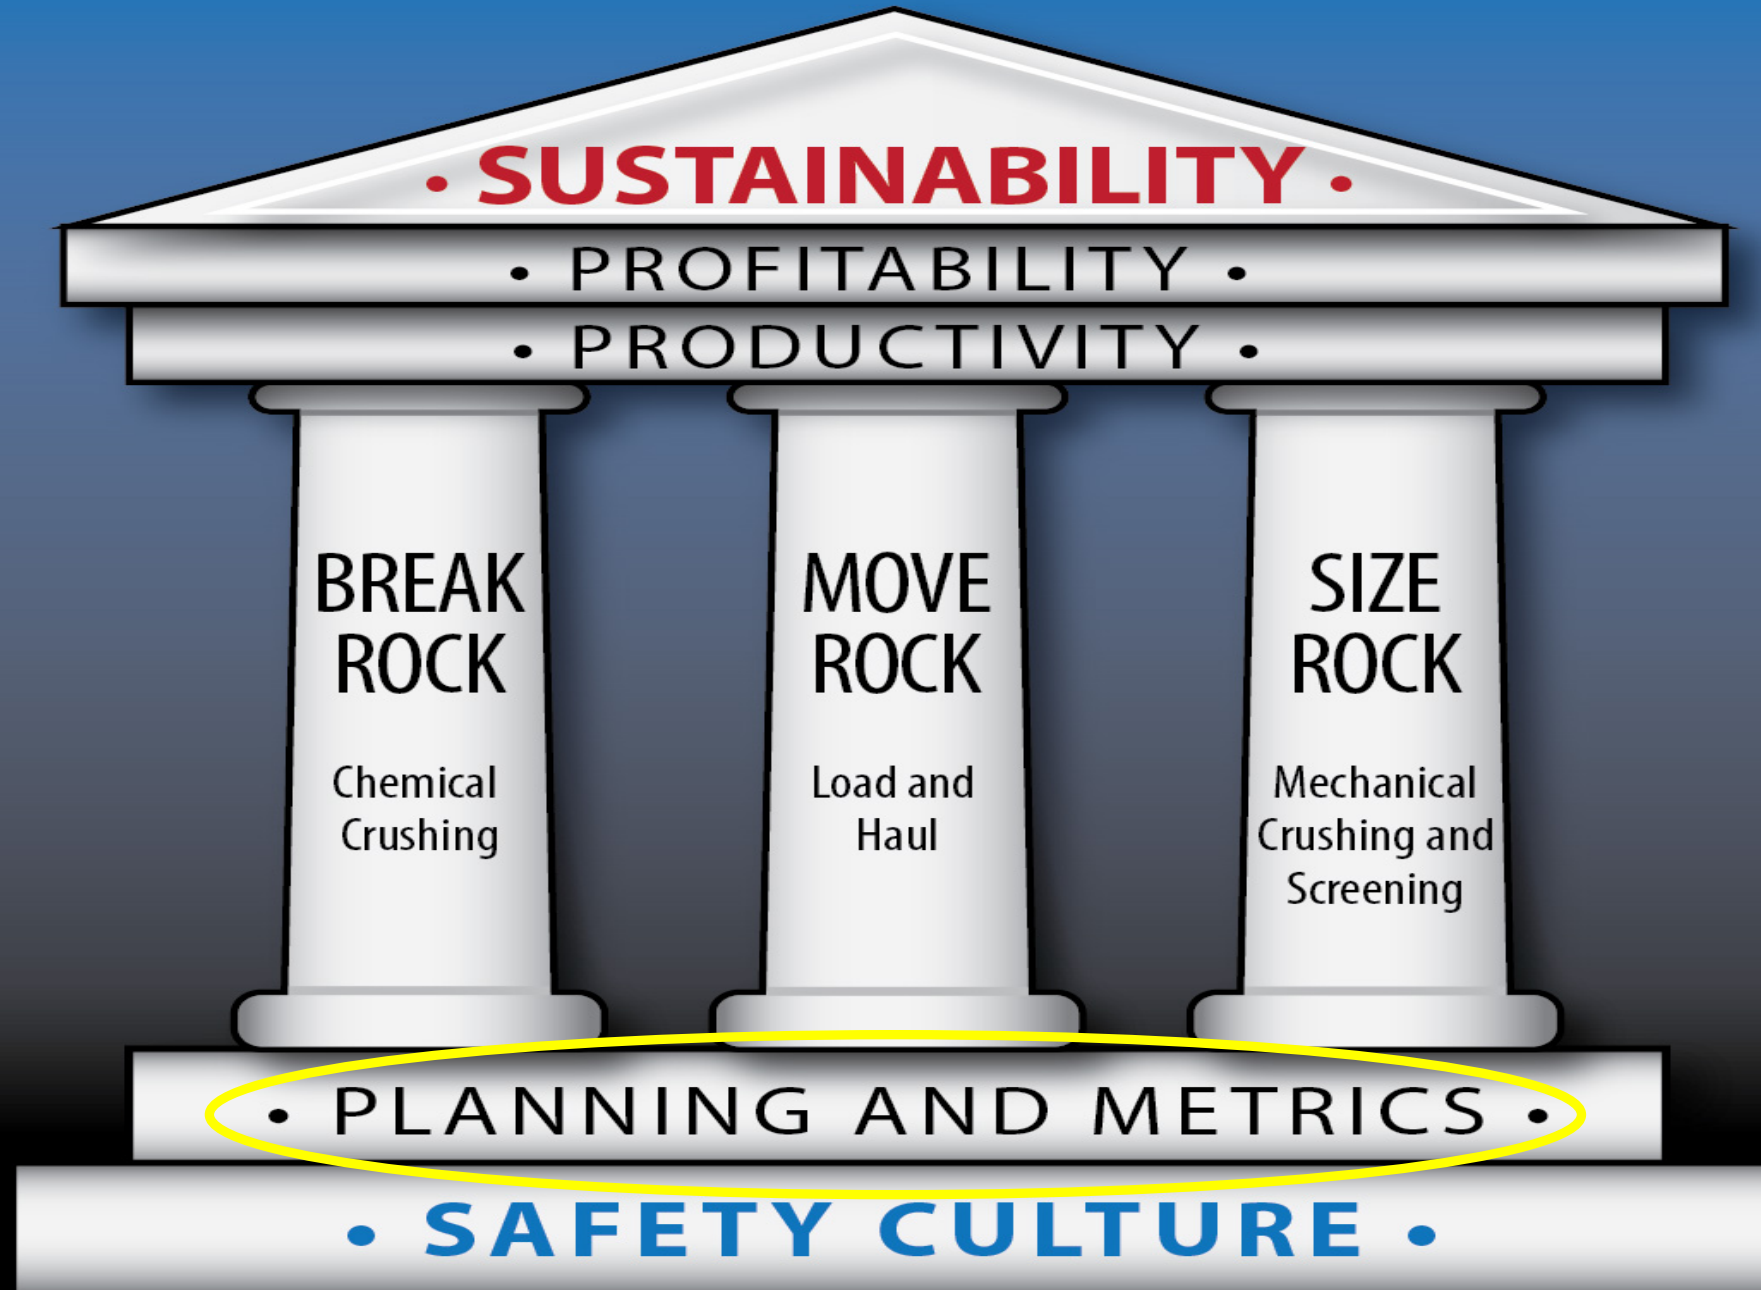 • SUSTAINABILITY •
• PROFITABILITY •
• PRODUCTIVITY •
BREAK
ROCK
Chemical
Crushing
MOVE
ROCK
Load and
Haul
SIZE
ROCK
Mechanical
Crushing and
Screening
• PLANNING AND METRICS •
• SAFETY CULTURE •